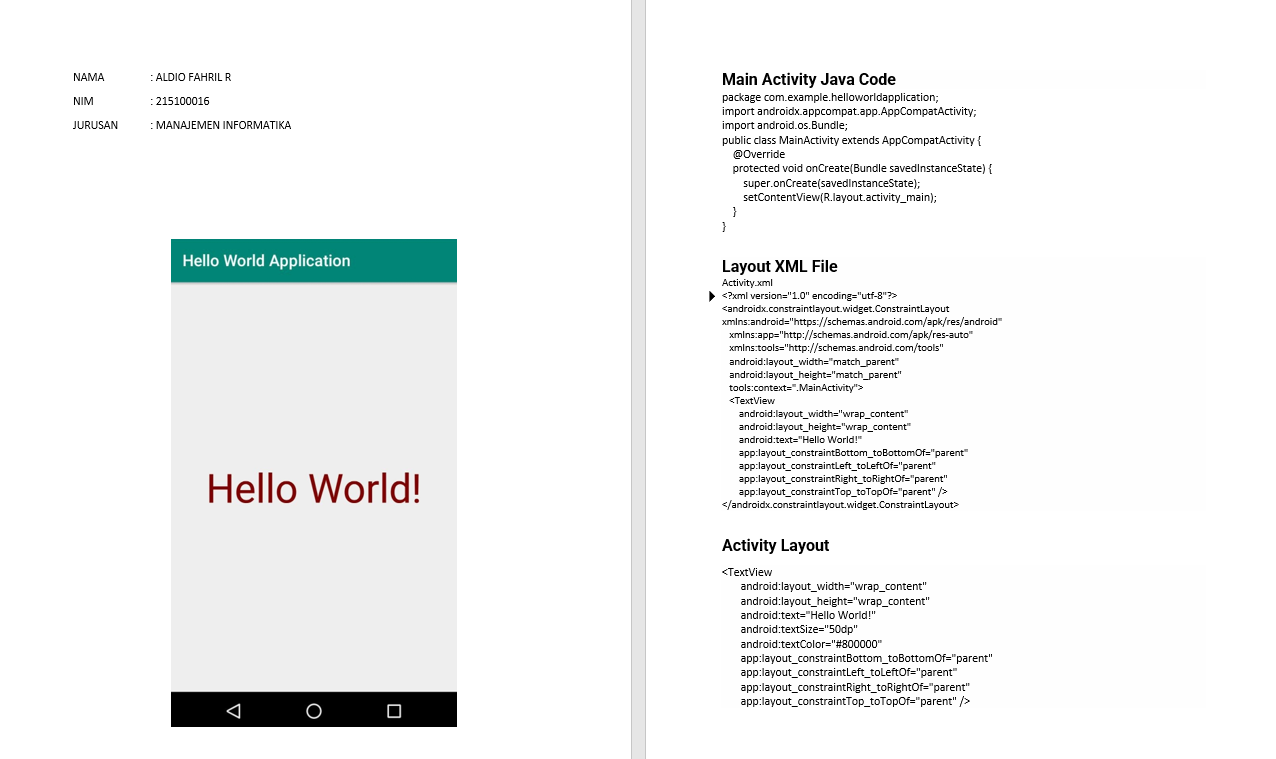 NAMA : ALDIO FAHRIL R
NIM : 215100016
JURUSAN : MANAJEMEN INFORMATIKA
Hello World Application
Hello World!
Main Activity Java Code
package com.example.helloworldapplication;
import androidx.appcompat.app.AppCompatActivity;
import android.os.Bundle;
public class MainActivity extends AppCompatActivity {
@Override
protected void onCreate(Bundle savedInstanceState) {
super.onCreate(savedInstanceState);
setContentView(R.layout.activity_main);
}
}
Layout XML File
Activity.xml
<?xml version="1.0" encoding="utf-8"?>
<androidx.constraintlayout.widget.ConstraintLayout
xmlns:android="https://schemas.android.com/apk/res/android"
xmlns:app="http://schemas.android.com/apk/res-auto"
xmlns:tools="http://schemas.android.com/tools"
android:layout_width="match_parent"
android:layout_height="match_parent"
tools:context=".MainActivity">
<TextView
android:layout_width="wrap_content"
android:layout_height="wrap_content"
android:text="Hello World!"
app:layout_constraintBottom_toBottomOf="parent"
app:layout_constraintLeft_toLeftOf="parent"
app:layout_constraintRight_toRightOf="parent"
app:layout_constraintTop_toTopOf="parent" />
</androidx.constraintlayout.widget.ConstraintLayout>
Activity Layout
<TextView
android:layout_width="wrap_content"
android:layout_height="wrap_content"
android:text="Hello World!"
android:textSize="50dp"
android:textColor="#800000"
app:layout_constraintBottom_toBottomOf="parent"
app:layout_constraintLeft_toLeftOf="parent"
app:layout_constraintRight_toRightOf="parent"
app:layout_constraintTop_toTopOf="parent" />